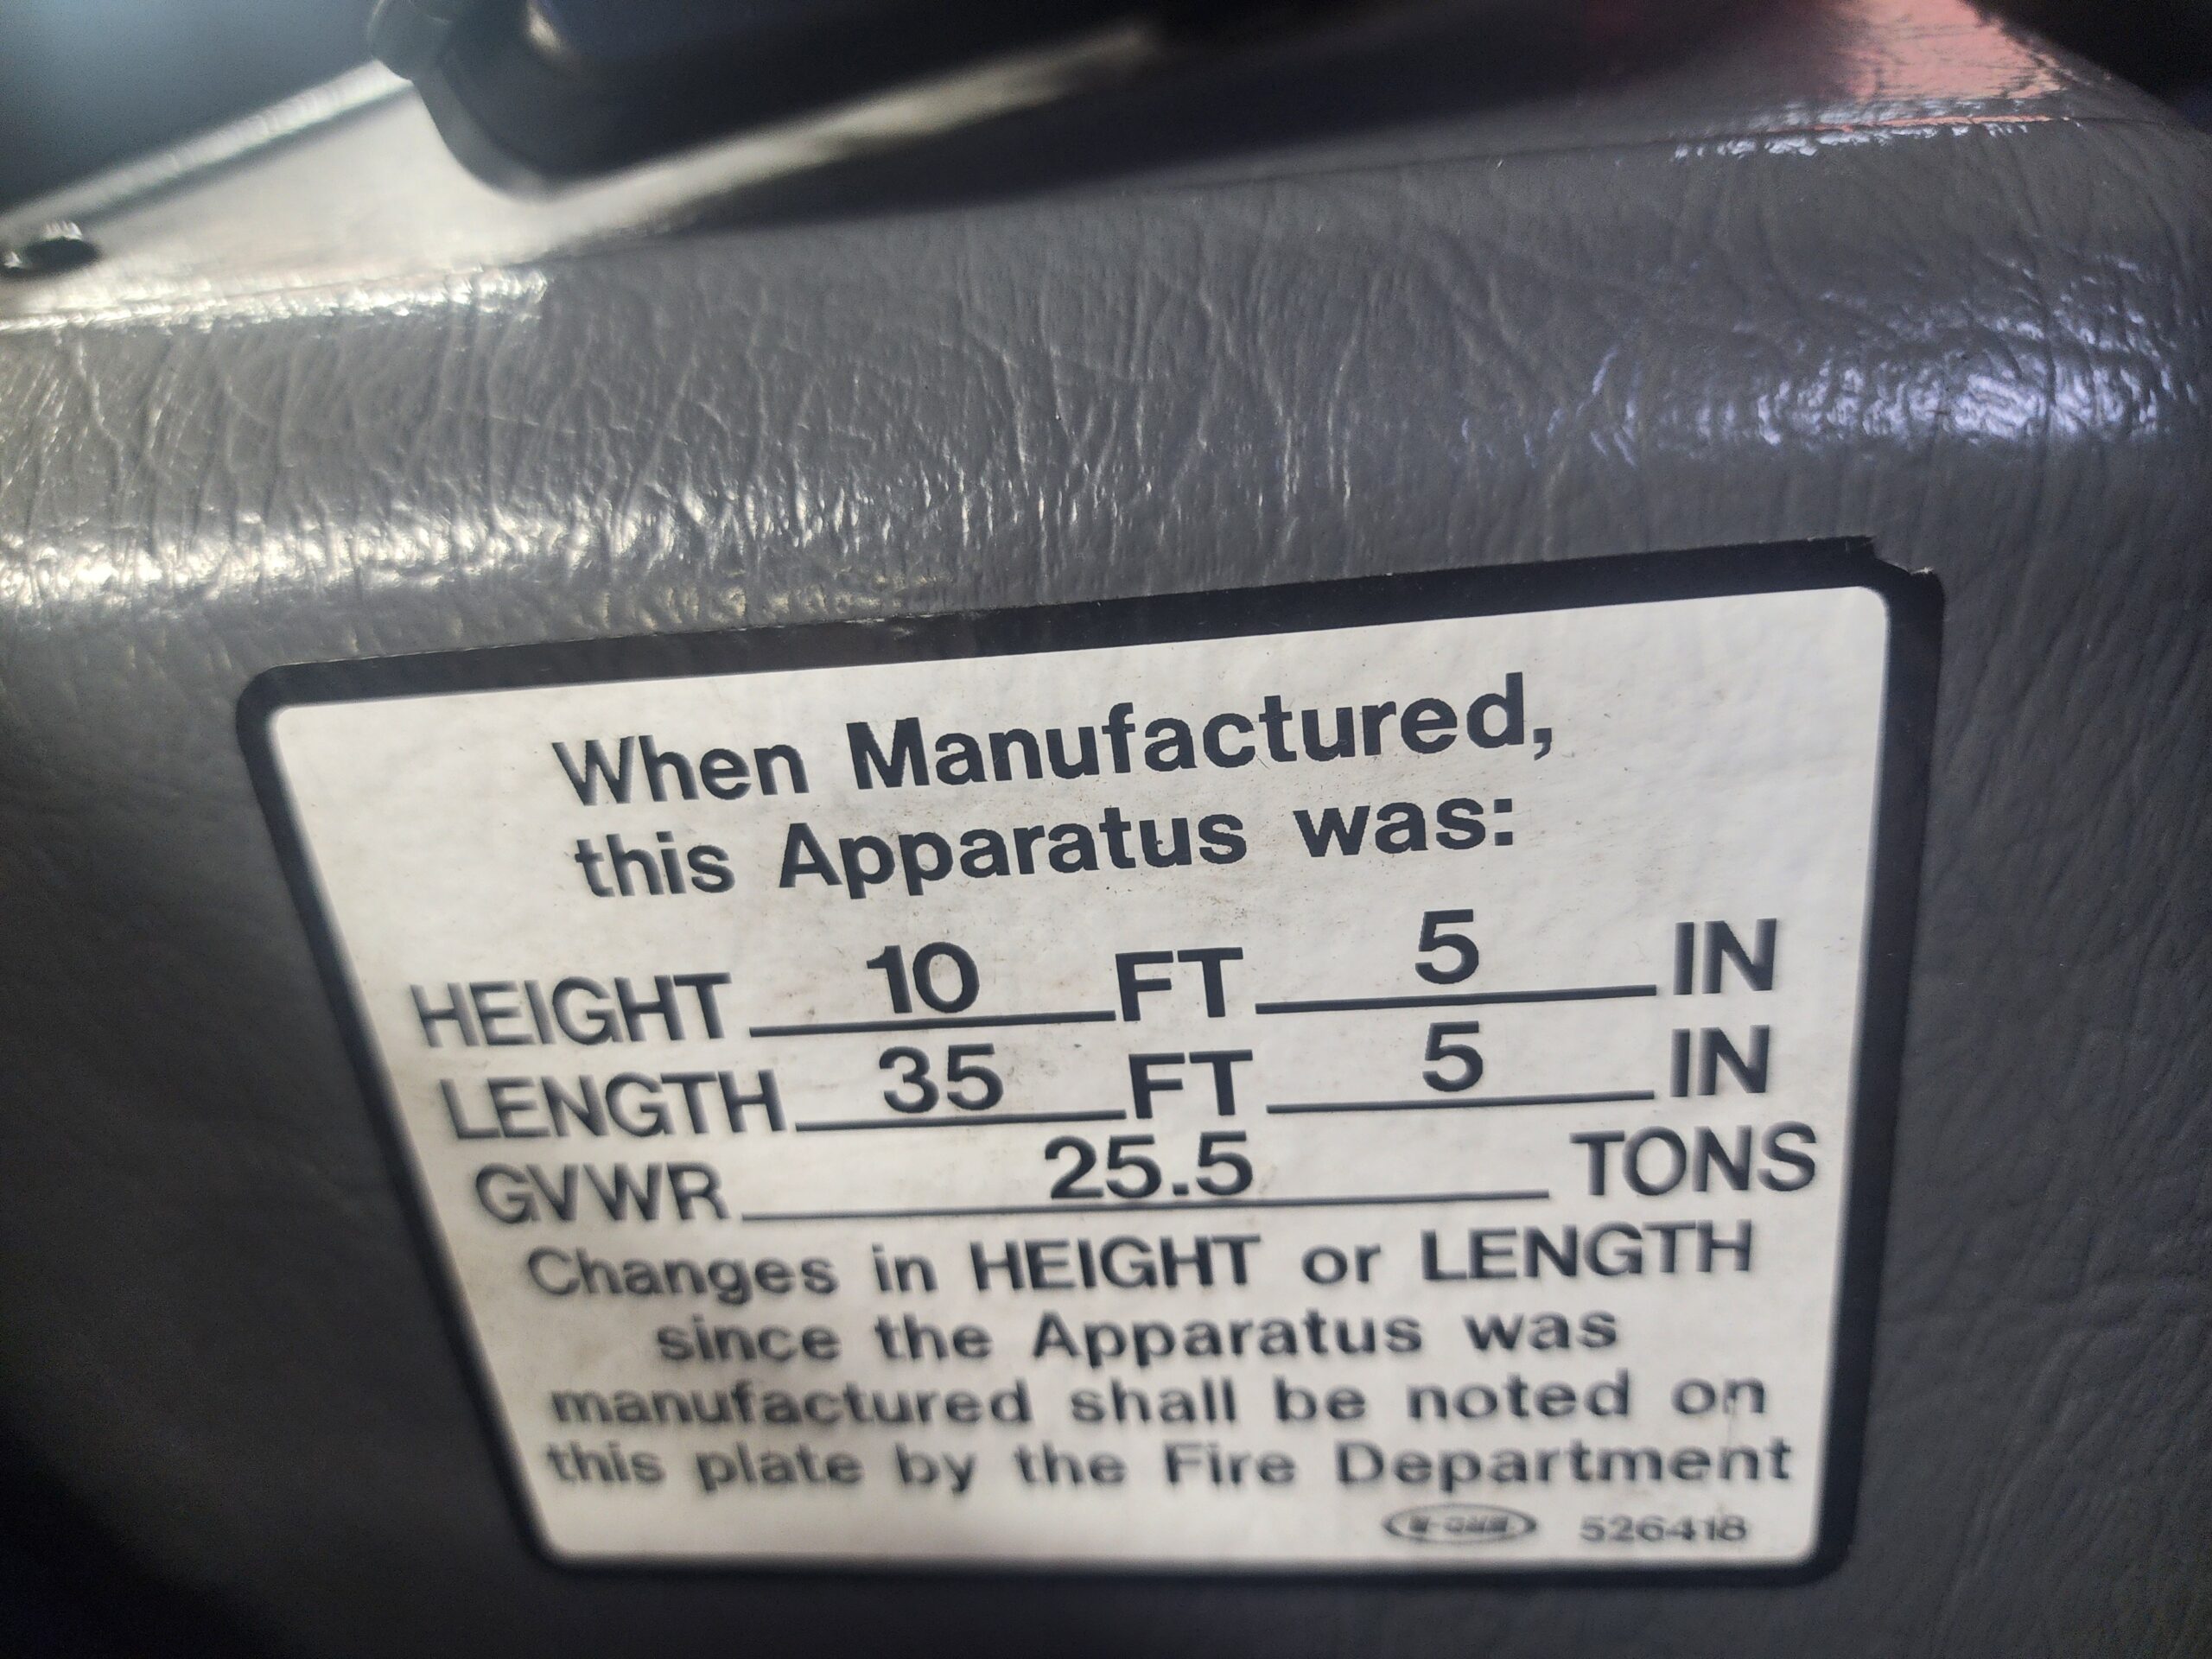 When Manufactured,
this Apparatus was:
HEIGHT 10 FT 5 IN
LENGTH 35 FT 5 IN
GVWR 25.5 TONS
Changes in HEIGHT or LENGTH
since the Apparatus was
manufactured shall be noted on
this plate by the Fire Department
526418